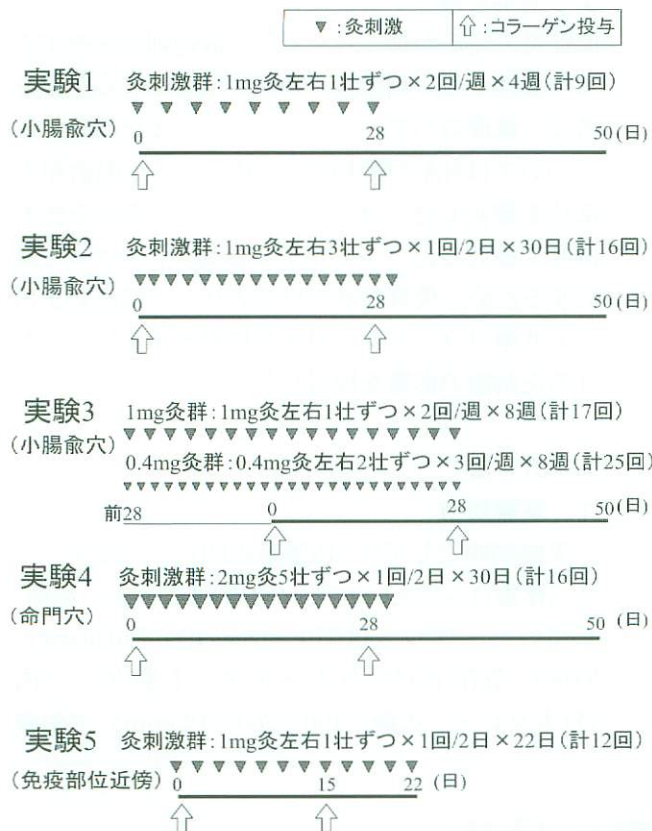 ▼:灸刺激 ⇧:コラーゲン投与
実験1 灸刺激群:1mg灸左右1壮ずつ×2回/週×4週(計9回)
(小腸兪穴) 0 28 50(日)
実験2 灸刺激群:1mg灸左右3壮ずつ×1回/2日×30日(計16回)
(小腸兪穴) 0 28 50(日)
実験3 1mg灸群:1mg灸左右1壮ずつ×2回/週×8週(計17回)
(小腸兪穴)
0.4mg灸群:0.4mg灸左右2壮ずつ×3回/週×8週(計25回)
前28 0 28 50(日)
実験4 灸刺激群:2mg灸5壮ずつ×1回/2日×30日(計16回)
(命門穴) 0 28 50 (日)
実験5 灸刺激群:1mg灸左右1壮ずつ×1回/2日×22日(計12回)
(免疫部位近傍) 0 15 22 (日)